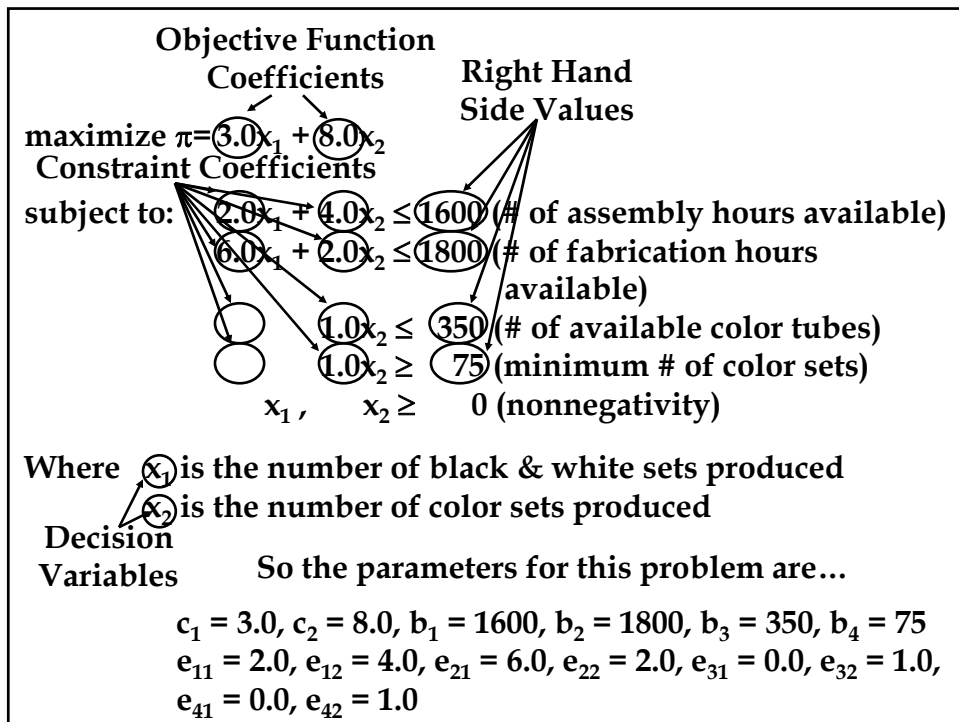 Objective Function
Coefficients
Right Hand
Side Values
maximize π= 3.0x₁ + 8.0x₂
Constraint Coefficients
subject to: 2.0x₁ + 4.0x₂ ≤ 1600 (# of assembly hours available)
6.0x₁ + 2.0x₂ ≤ 1800 (# of fabrication hours
available)
1.0x₂ ≤ 350 (# of available color tubes)
1.0x₂ ≥ 75 (minimum # of color sets)
x₁ , x₂ ≥ 0 (nonnegativity)
Where x₁ is the number of black & white sets produced
x₂ is the number of color sets produced
Decision
Variables
So the parameters for this problem are…
c₁ = 3.0, c₂ = 8.0, b₁ = 1600, b₂ = 1800, b₃ = 350, b₄ = 75
e₁₁ = 2.0, e₁₂ = 4.0, e₂₁ = 6.0, e₂₂ = 2.0, e₃₁ = 0.0, e₃₂ = 1.0,
e₄₁ = 0.0, e₄₂ = 1.0